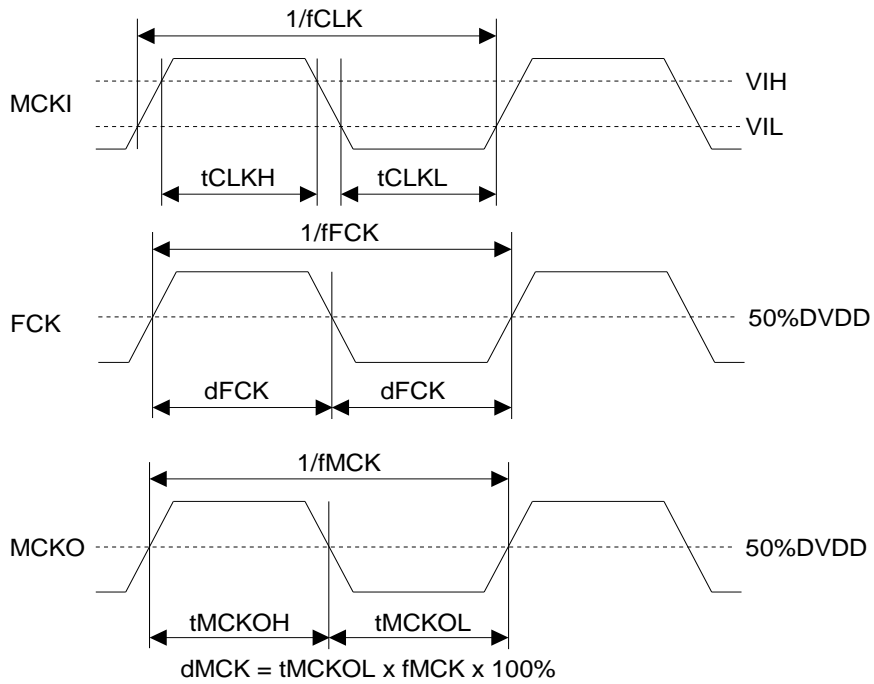 1/fCLK
MCKI
VIH
VIL
tCLKH
tCLKL
1/fFCK
FCK
50%DVDD
dFCK
dFCK
1/fMCK
MCKO
50%DVDD
tMCKOH
tMCKOL
dMCK = tMCKOL x fMCK x 100%